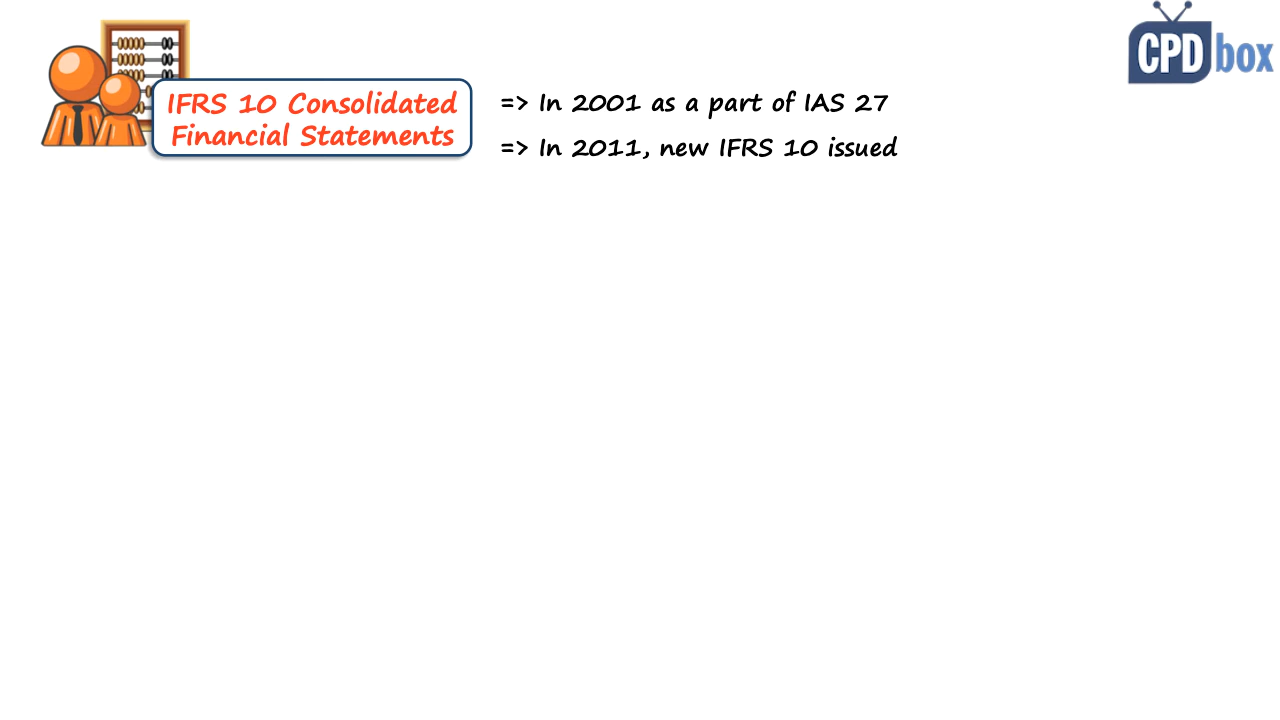 CPD box
IFRS 10 Consolidated
Financial Statements
=> In 2001 as a part of IAS 27
=> In 2011, new IFRS 10 issued